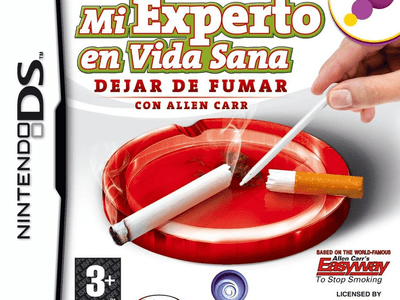 Mi Experto
en Vida Sana
DEJAR DE FUMAR
CON ALLEN CARR
NINTENDO DS
BASED ON THE WORLD-FAMOUS
Allen Carr's
Easyway
To Stop Smoking
3+
LICENSED BY